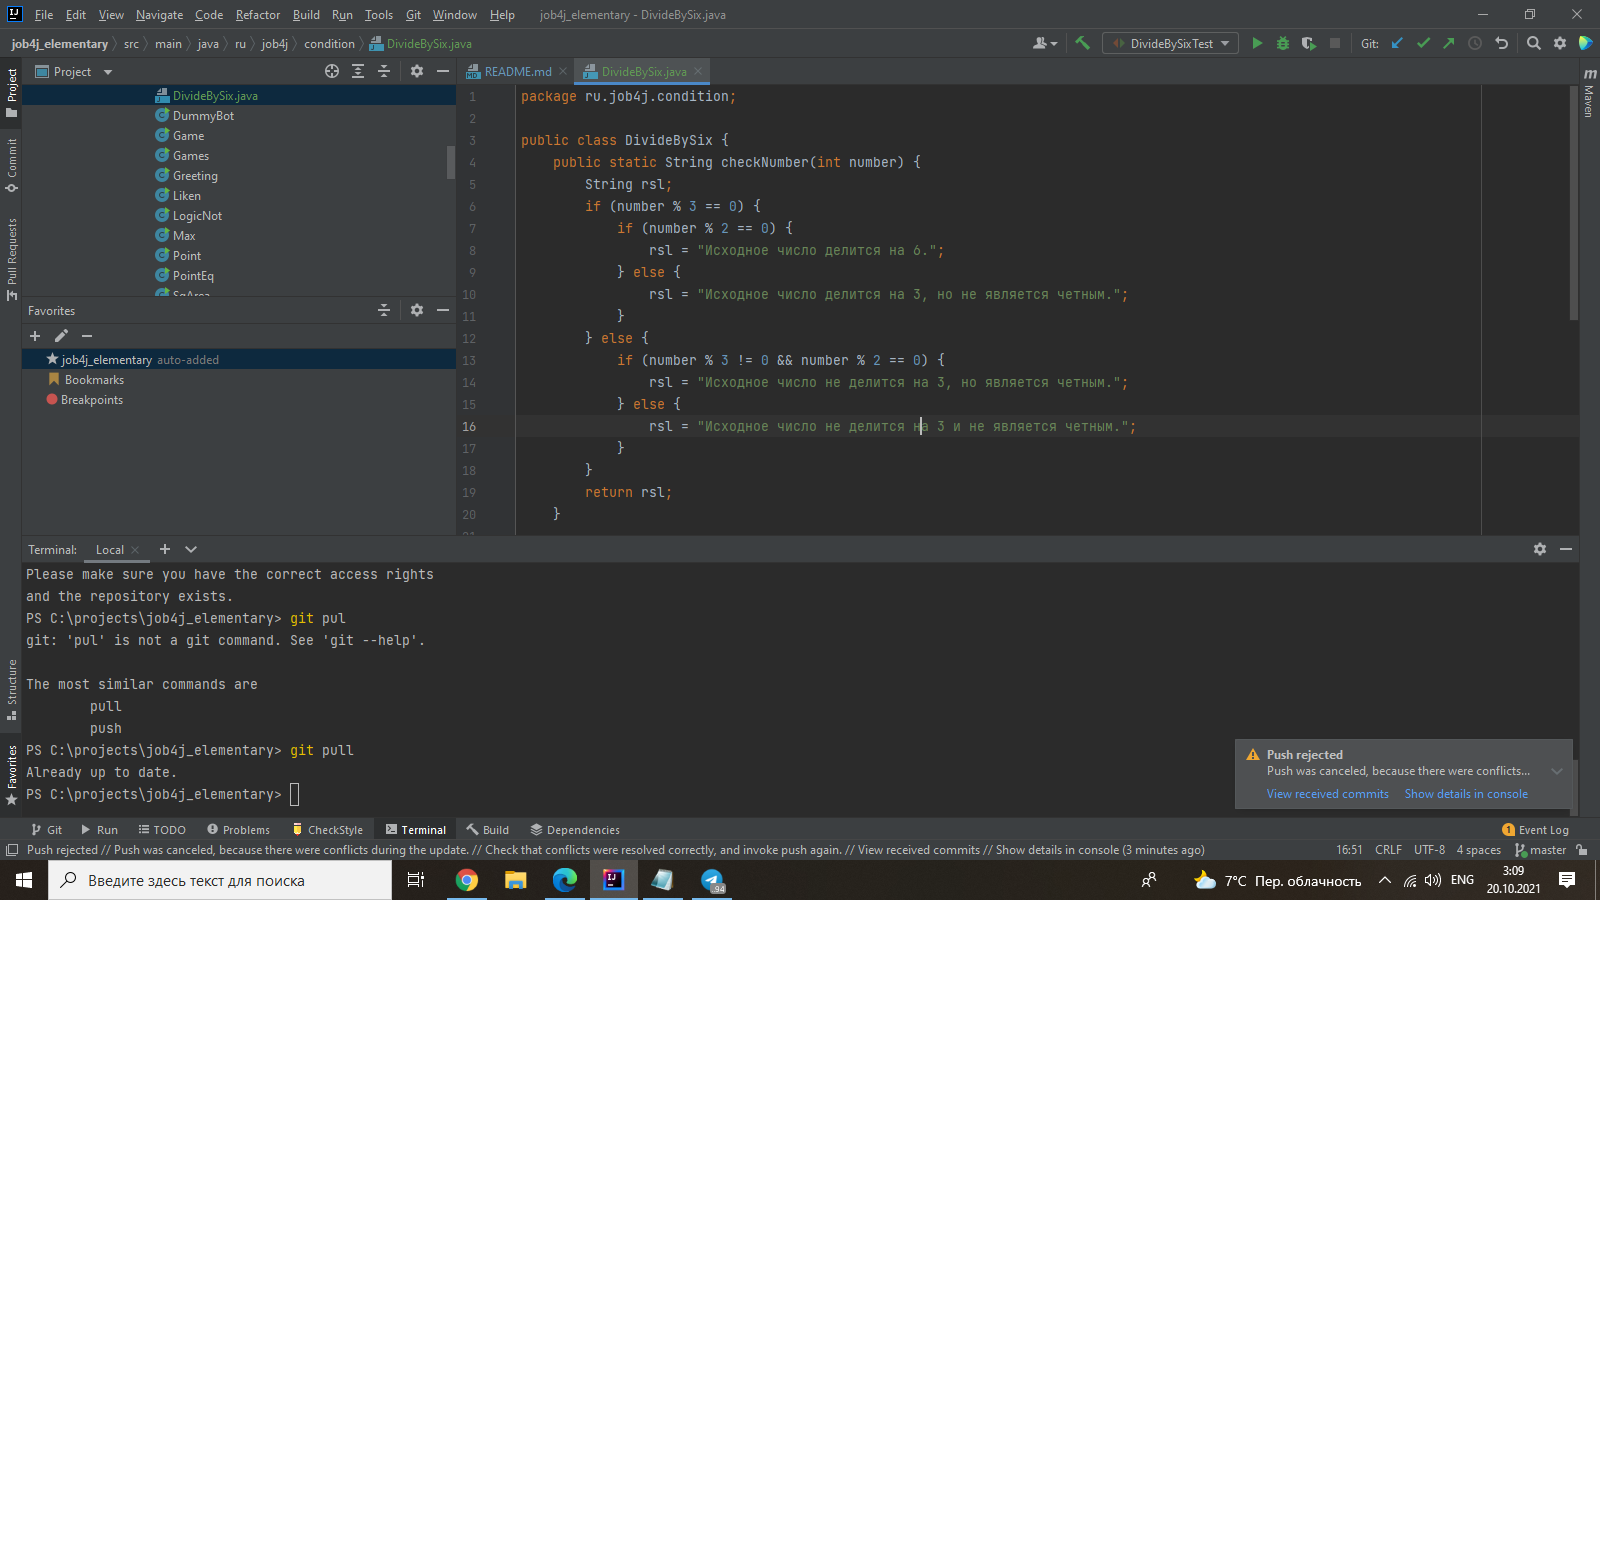 File Edit View Navigate Code Refactor Build Run Tools Git Window Help job4j_elementary - DivideBySix.java
job4j_elementary src main java ru job4j condition DivideBySix.java DivideBySixTest Git:
Project
README.md DivideBySix.java
DivideBySix.java
DummyBot
Game
Games
Greeting
Liken
LogicNot
Max
Point
PointEq
SqArea
Favorites
job4j_elementary auto-added
Bookmarks
Breakpoints
1 package ru.job4j.condition;
2
3 public class DivideBySix {
4 public static String checkNumber(int number) {
5 String rsl;
6 if (number % 3 == 0) {
7 if (number % 2 == 0) {
8 rsl = "Исходное число делится на 6.";
9 } else {
10 rsl = "Исходное число делится на 3, но не является четным.";
11 }
12 } else {
13 if (number % 3 != 0 && number % 2 == 0) {
14 rsl = "Исходное число не делится на 3, но является четным.";
15 } else {
16 rsl = "Исходное число не делится на 3 и не является четным.";
17 }
18 }
19 return rsl;
20 }
21
Project
Commit
Pull Requests
Structure
Favorites
Maven
Terminal: Local
Please make sure you have the correct access rights
and the repository exists.
PS C:\projects\job4j_elementary> git pul
git: 'pul' is not a git command. See 'git --help'.
The most similar commands are
pull
push
PS C:\projects\job4j_elementary> git pull
Already up to date.
PS C:\projects\job4j_elementary>
Push rejected
Push was canceled, because there were conflicts...
View received commits Show details in console
Git Run TODO Problems CheckStyle Terminal Build Dependencies 1 Event Log
Push rejected // Push was canceled, because there were conflicts during the update. // Check that conflicts were resolved correctly, and invoke push again. // View received commits // Show details in console (3 minutes ago) 16:51 CRLF UTF-8 4 spaces master
Введите здесь текст для поиска 94 7°C Пер. облачность ENG 3:09
20.10.2021